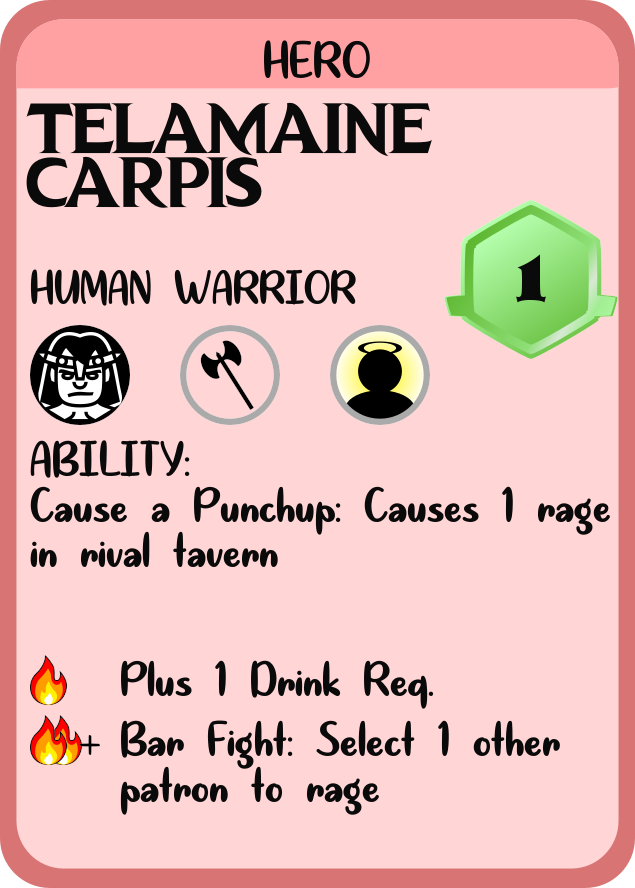 HERO
TELAMAINE
CARPIS
1
HUMAN WARRIOR
ABILITY:
Cause a Punchup: Causes 1 rage
in rival tavern
Plus 1 Drink Req.
+ Bar Fight: Select 1 other
patron to rage